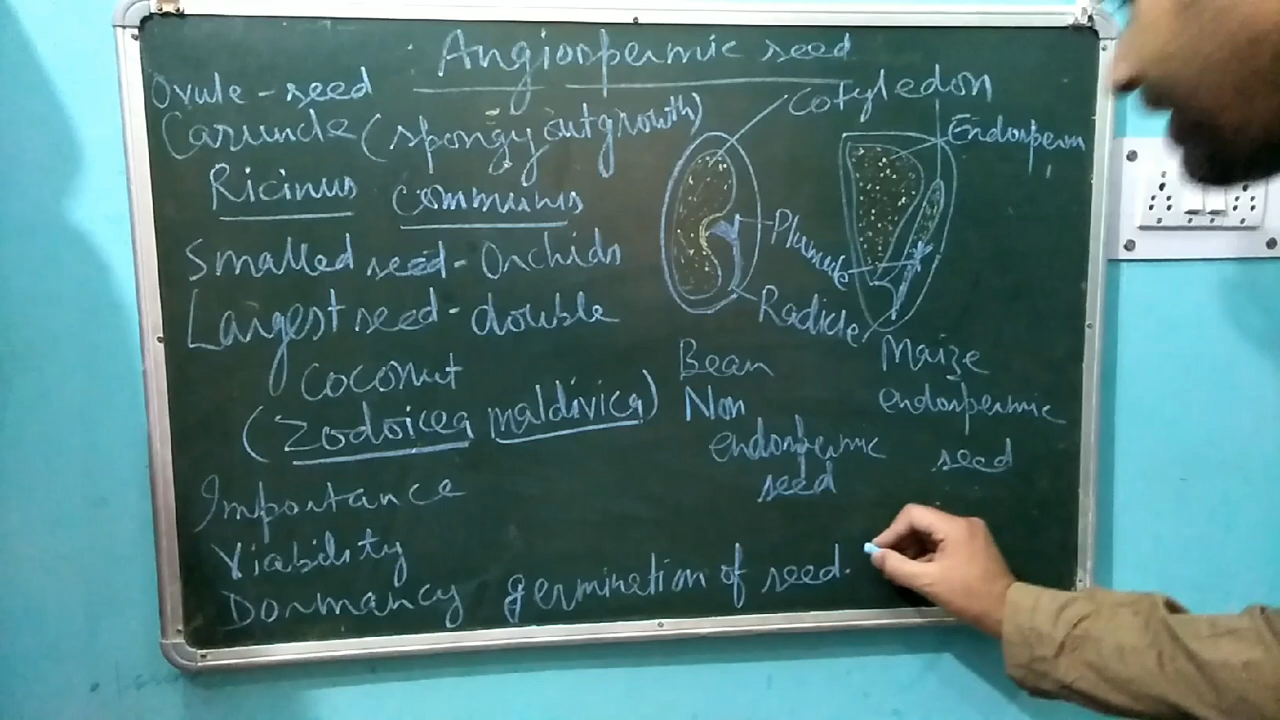 Angiospermic seed
Ovule - seed
Caruncle (spongy outgrowth)
Ricinus communis
Smalled seed - Orchids
Largest seed - double
coconut
(Zodoicea maldivica)
Importance
Viability
Dormancy germination of seed.
Cotyledon
Endosperm
Plumule
Radicle
Bean
Non
endospermic
seed
Maize
endospermic
seed